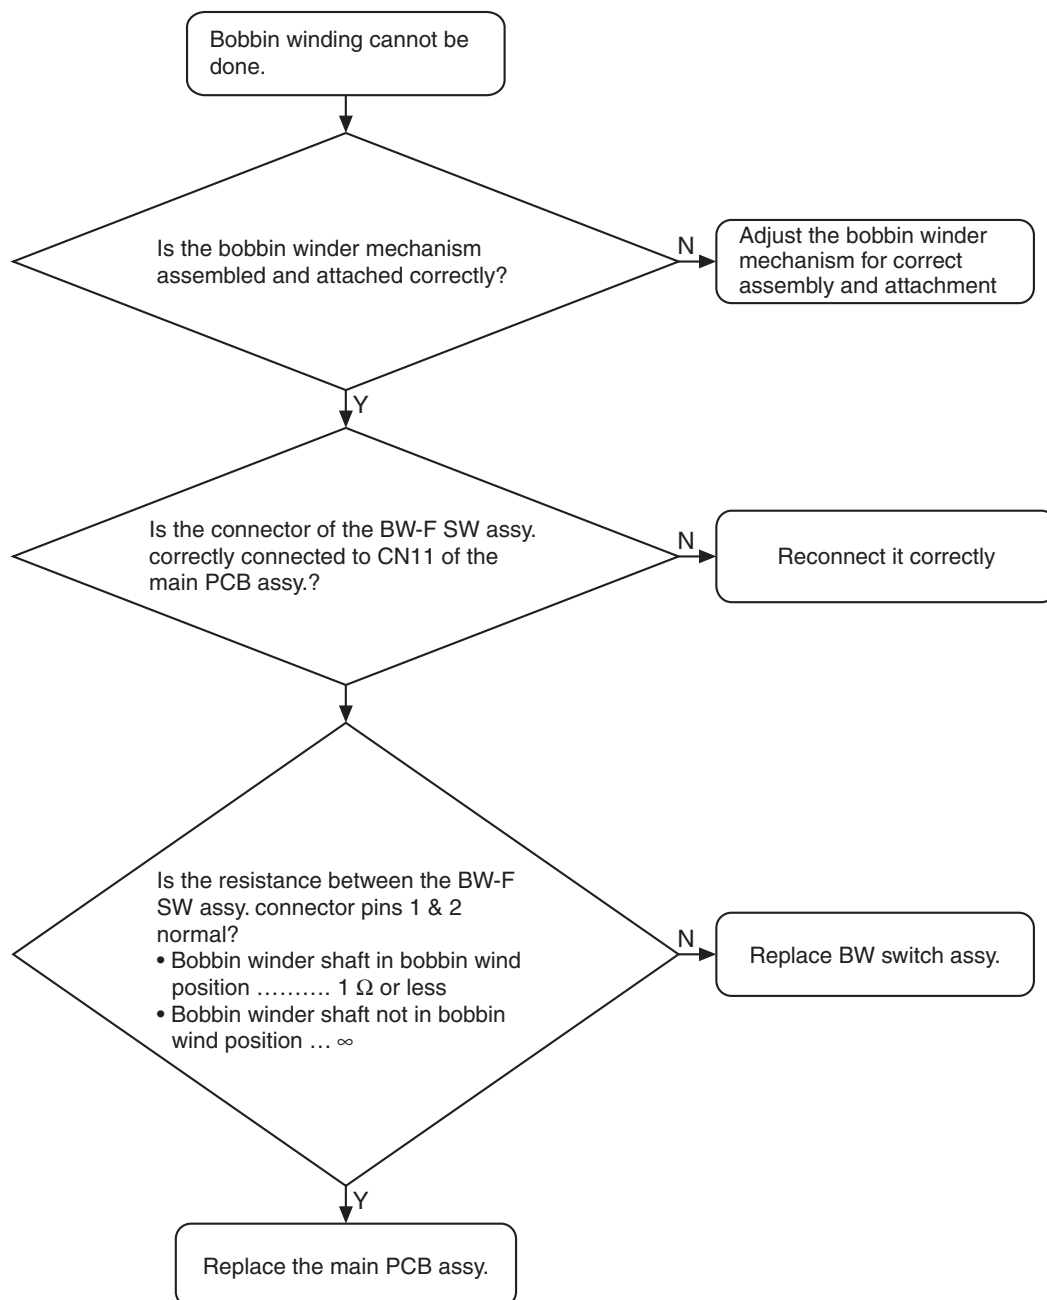 Bobbin winding cannot be
done.
Is the bobbin winder mechanism
assembled and attached correctly?
N
Adjust the bobbin winder
mechanism for correct
assembly and attachment
Y
Is the connector of the BW-F SW assy.
correctly connected to CN11 of the
main PCB assy.?
N
Reconnect it correctly
Is the resistance between the BW-F
SW assy. connector pins 1 & 2
normal?
• Bobbin winder shaft in bobbin wind
position .......... 1 Ω or less
• Bobbin winder shaft not in bobbin
wind position ... ∞
N
Replace BW switch assy.
Y
Replace the main PCB assy.